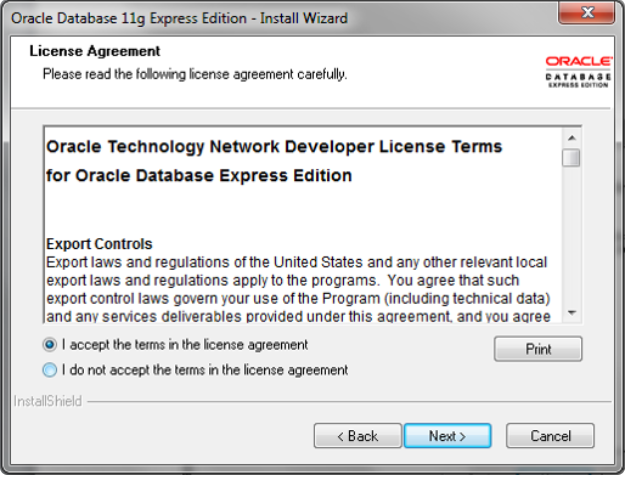 Oracle Database 11g Express Edition - Install Wizard
License Agreement
Please read the following license agreement carefully.
ORACLE'
DATABASE
EXPRESS EDITION
Oracle Technology Network Developer License Terms
for Oracle Database Express Edition
Export Controls
Export laws and regulations of the United States and any other relevant local
export laws and regulations apply to the programs.  You agree that such
export control laws govern your use of the Program (including technical data)
and any services deliverables provided under this agreement, and you agree
I accept the terms in the license agreement
Print
I do not accept the terms in the license agreement
InstallShield
< Back
Next >
Cancel